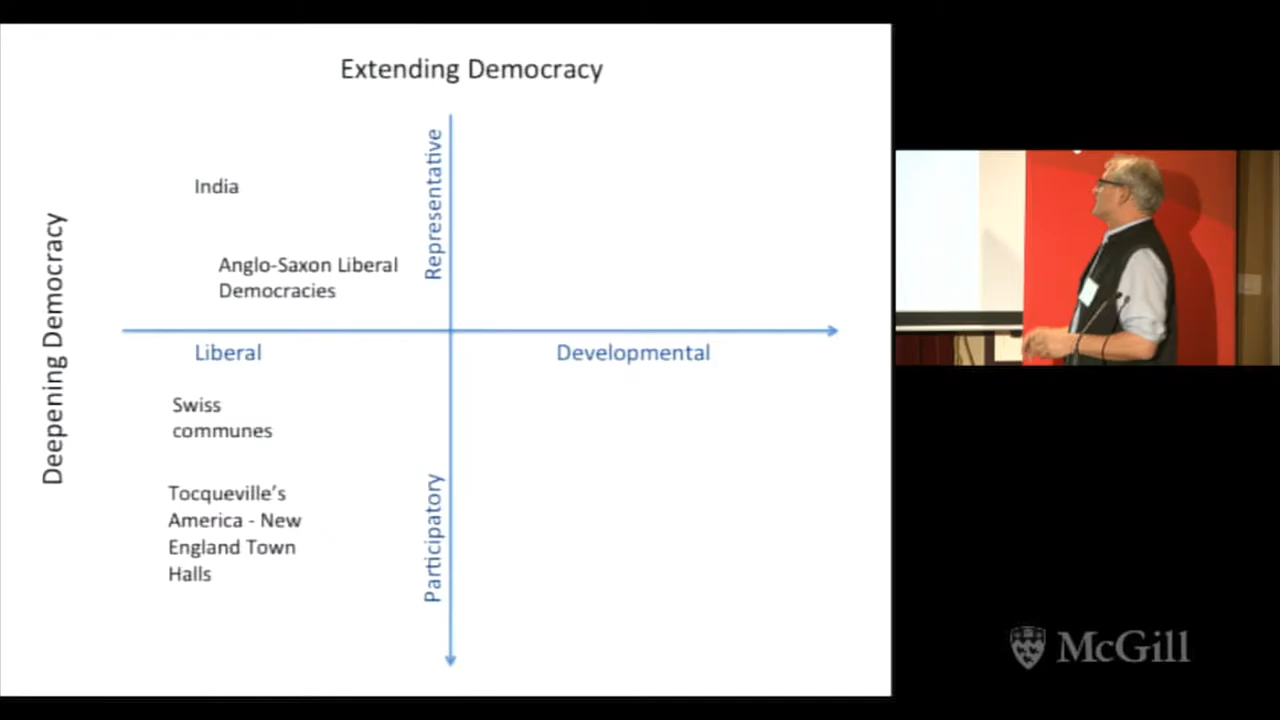 Extending Democracy
Deepening Democracy
Representative
India
Anglo-Saxon Liberal
Democracies
Liberal
Developmental
Swiss
communes
Participatory
Tocqueville’s
America - New
England Town
Halls
McGill